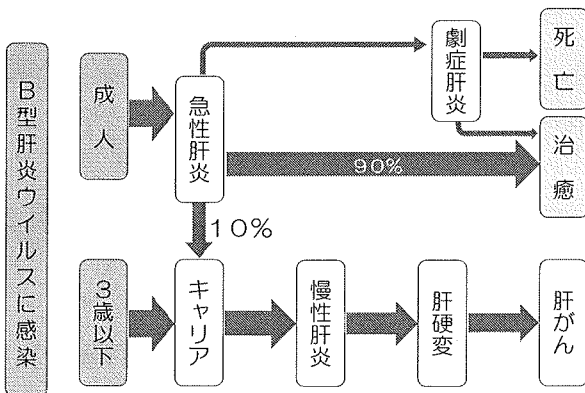 B型肝炎ウイルスに感染
成人
急性肝炎
劇症肝炎
死亡
治癒
90%
10%
3歳以下
キャリア
慢性肝炎
肝硬変
肝がん